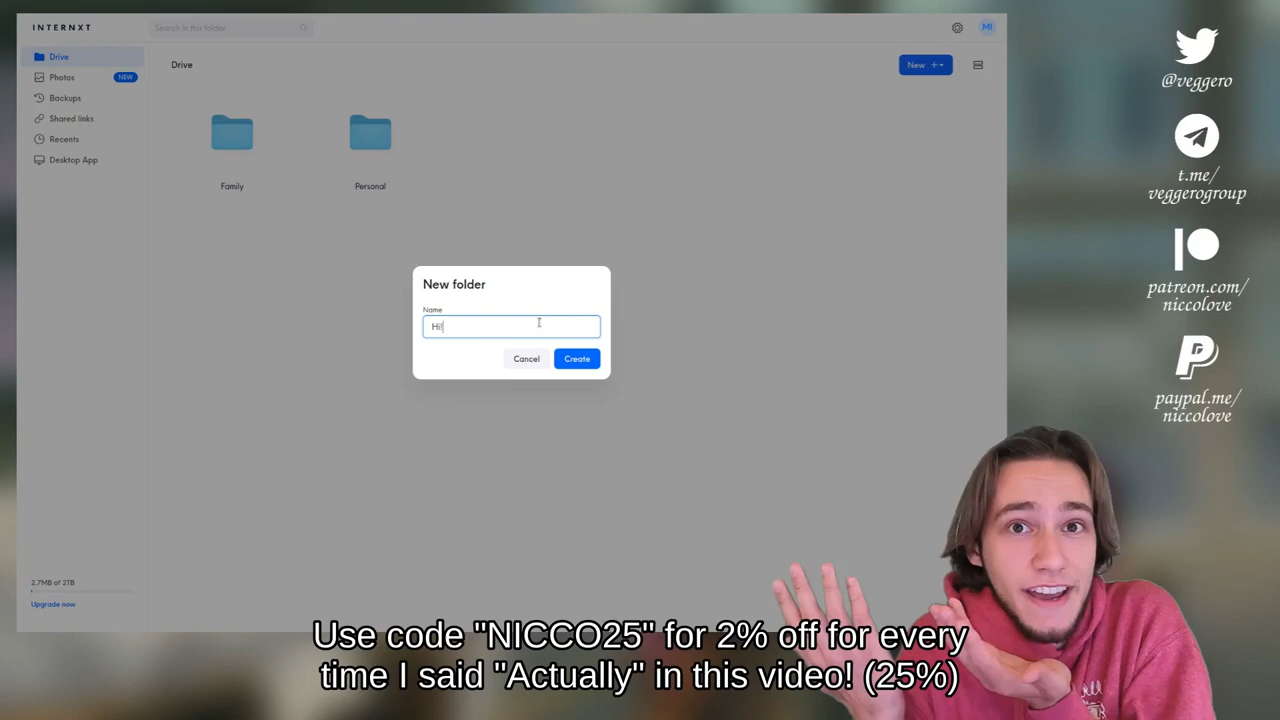 INTERNXT
Search in this folder
MI
Drive
Photos
NEW
Backups
Shared links
Recents
Desktop App
Drive
New +
Family
Personal
New folder
Name
Hi!
Cancel
Create
2.7MB of 2TB
Upgrade now
@veggero
t.me/
veggerogroup
patreon.com/
niccolove
paypal.me/
niccolove
Use code "NICCO25" for 2% off for every
time I said "Actually" in this video! (25%)